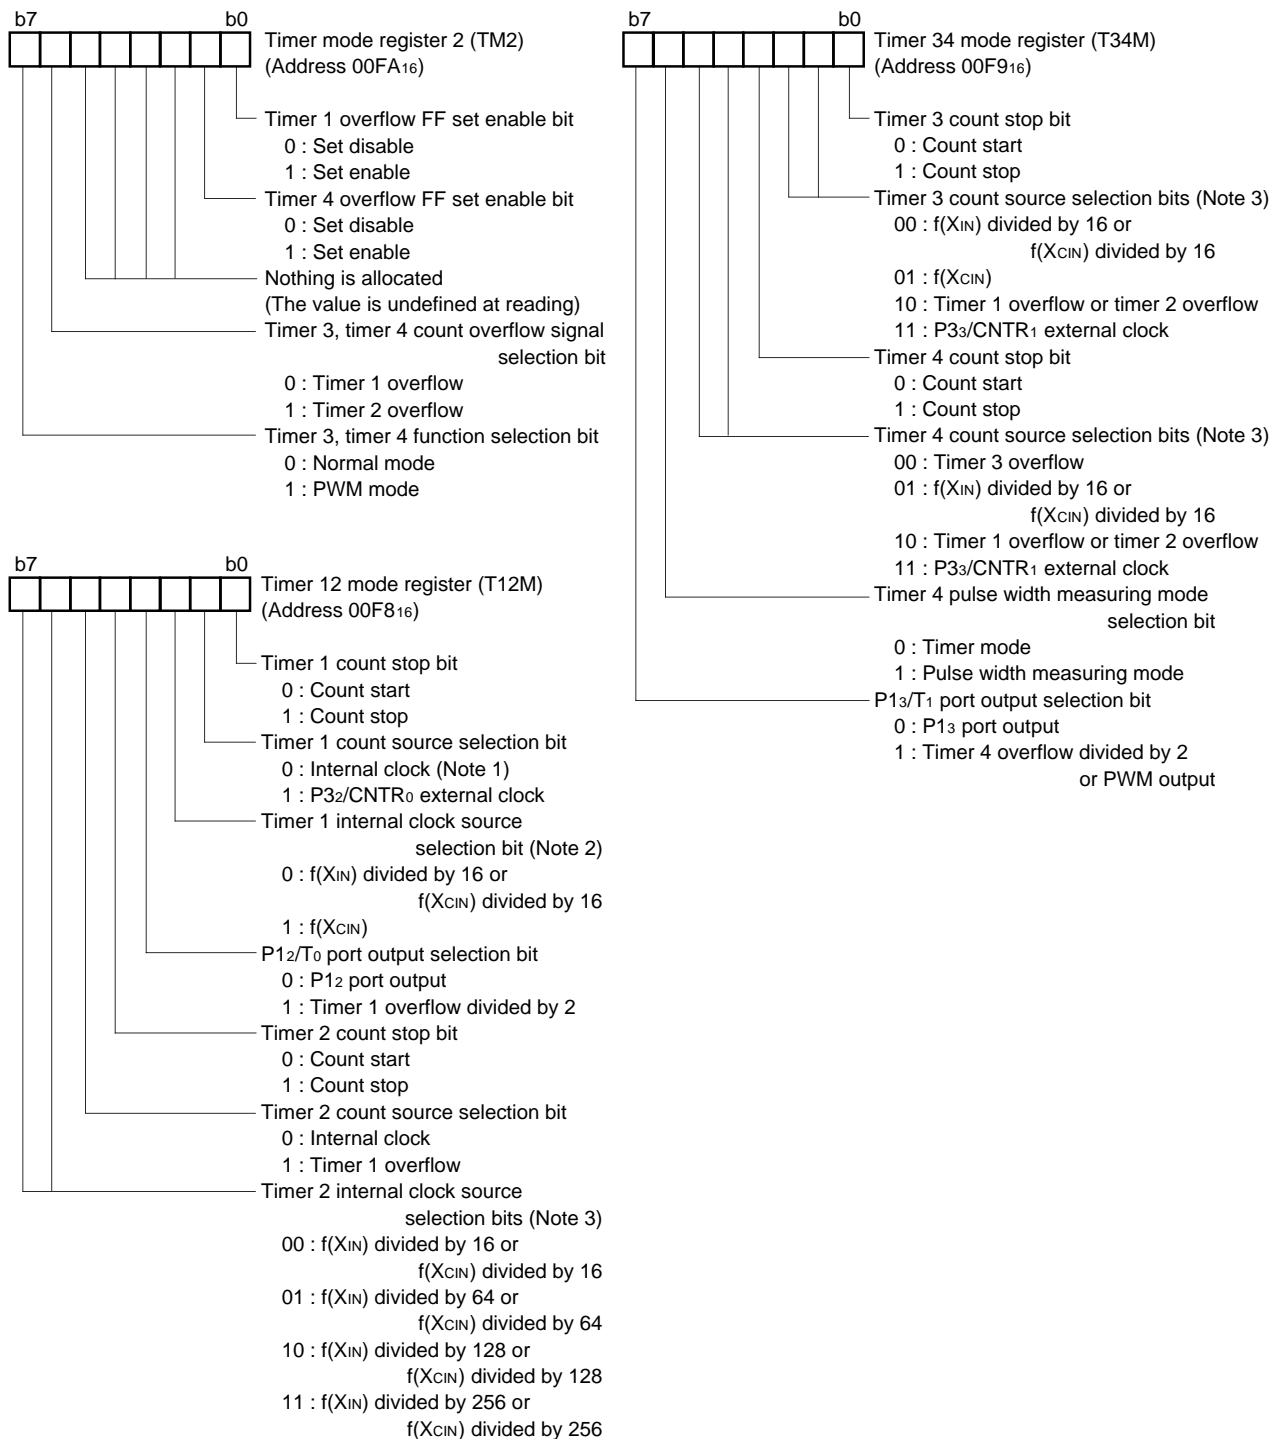 b7 b0
Timer mode register 2 (TM2)
(Address 00FA16)
Timer 1 overflow FF set enable bit
0 : Set disable
1 : Set enable
Timer 4 overflow FF set enable bit
0 : Set disable
1 : Set enable
Nothing is allocated
(The value is undefined at reading)
Timer 3, timer 4 count overflow signal
selection bit
0 : Timer 1 overflow
1 : Timer 2 overflow
Timer 3, timer 4 function selection bit
0 : Normal mode
1 : PWM mode
b7 b0
Timer 12 mode register (T12M)
(Address 00F816)
Timer 1 count stop bit
0 : Count start
1 : Count stop
Timer 1 count source selection bit
0 : Internal clock (Note 1)
1 : P32/CNTR0 external clock
Timer 1 internal clock source
selection bit (Note 2)
0 : f(XIN) divided by 16 or
f(XCIN) divided by 16
1 : f(XCIN)
P12/T0 port output selection bit
0 : P12 port output
1 : Timer 1 overflow divided by 2
Timer 2 count stop bit
0 : Count start
1 : Count stop
Timer 2 count source selection bit
0 : Internal clock
1 : Timer 1 overflow
Timer 2 internal clock source
selection bits (Note 3)
00 : f(XIN) divided by 16 or
f(XCIN) divided by 16
01 : f(XIN) divided by 64 or
f(XCIN) divided by 64
10 : f(XIN) divided by 128 or
f(XCIN) divided by 128
11 : f(XIN) divided by 256 or
f(XCIN) divided by 256
b7 b0
Timer 34 mode register (T34M)
(Address 00F916)
Timer 3 count stop bit
0 : Count start
1 : Count stop
Timer 3 count source selection bits (Note 3)
00 : f(XIN) divided by 16 or
f(XCIN) divided by 16
01 : f(XCIN)
10 : Timer 1 overflow or timer 2 overflow
11 : P33/CNTR1 external clock
Timer 4 count stop bit
0 : Count start
1 : Count stop
Timer 4 count source selection bits (Note 3)
00 : Timer 3 overflow
01 : f(XIN) divided by 16 or
f(XCIN) divided by 16
10 : Timer 1 overflow or timer 2 overflow
11 : P33/CNTR1 external clock
Timer 4 pulse width measuring mode
selection bit
0 : Timer mode
1 : Pulse width measuring mode
P13/T1 port output selection bit
0 : P13 port output
1 : Timer 4 overflow divided by 2
or PWM output